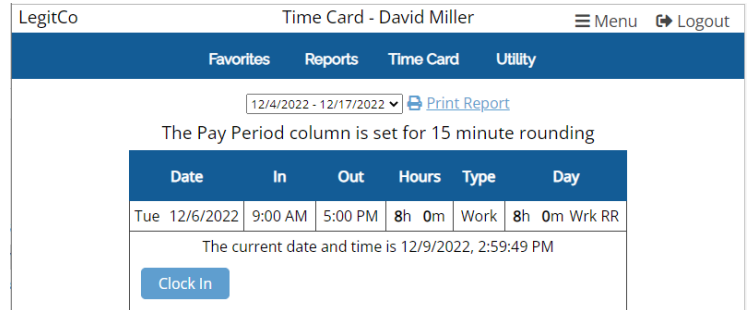 LegitCo Time Card - David Miller Menu Logout
Favorites Reports Time Card Utility
12/4/2022 - 12/17/2022 Print Report
The Pay Period column is set for 15 minute rounding
Date In Out Hours Type Day
Tue 12/6/2022 9:00 AM 5:00 PM 8h 0m Work 8h 0m Wrk RR
The current date and time is 12/9/2022, 2:59:49 PM
Clock In